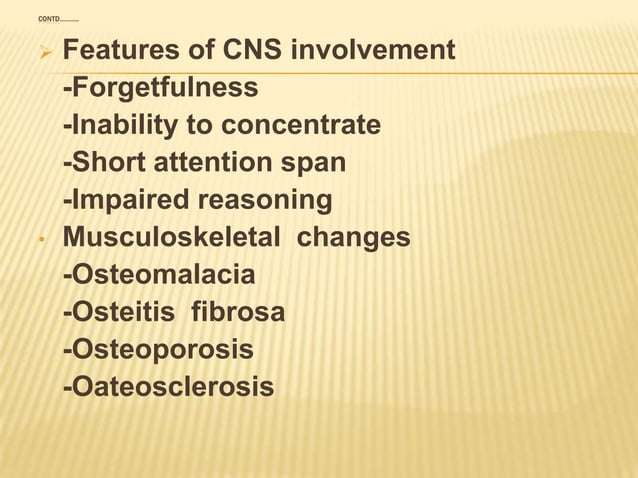 CONTD………..
Features of CNS involvement
-Forgetfulness
-Inability to concentrate
-Short attention span
-Impaired reasoning
Musculoskeletal changes
-Osteomalacia
-Osteitis fibrosa
-Osteoporosis
-Oateosclerosis